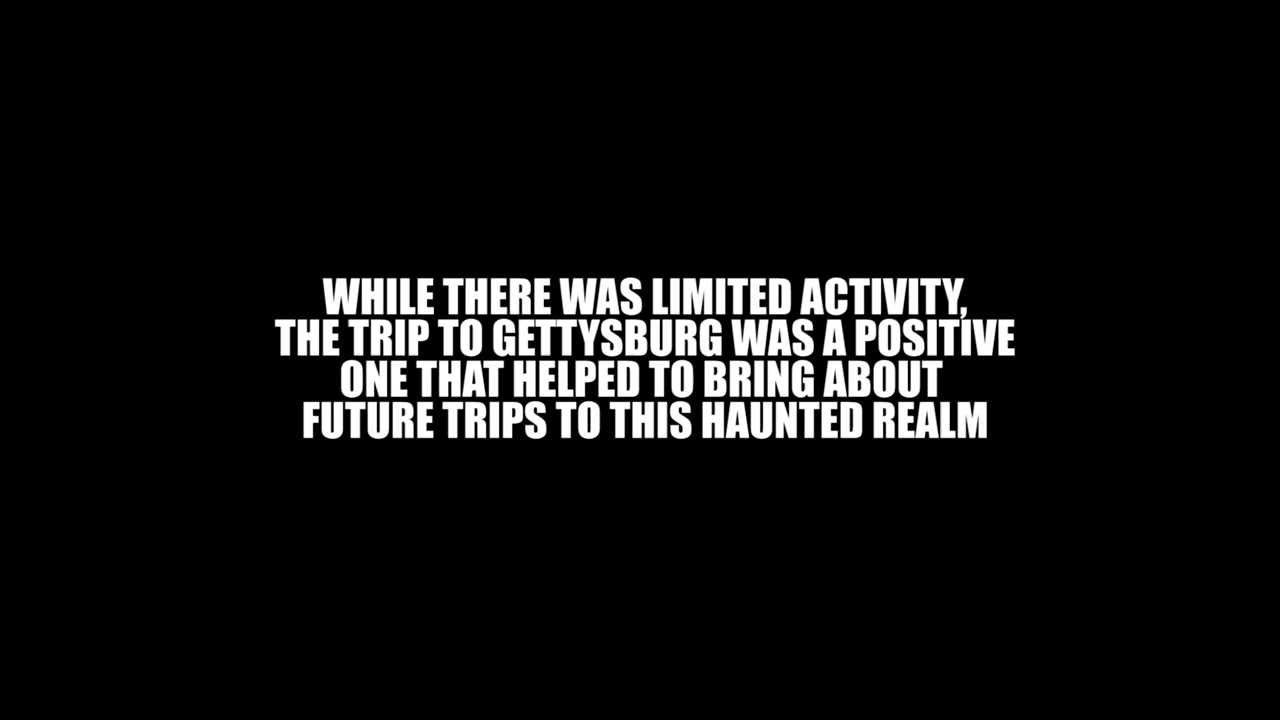 WHILE THERE WAS LIMITED ACTIVITY,
THE TRIP TO GETTYSBURG WAS A POSITIVE
ONE THAT HELPED TO BRING ABOUT
FUTURE TRIPS TO THIS HAUNTED REALM